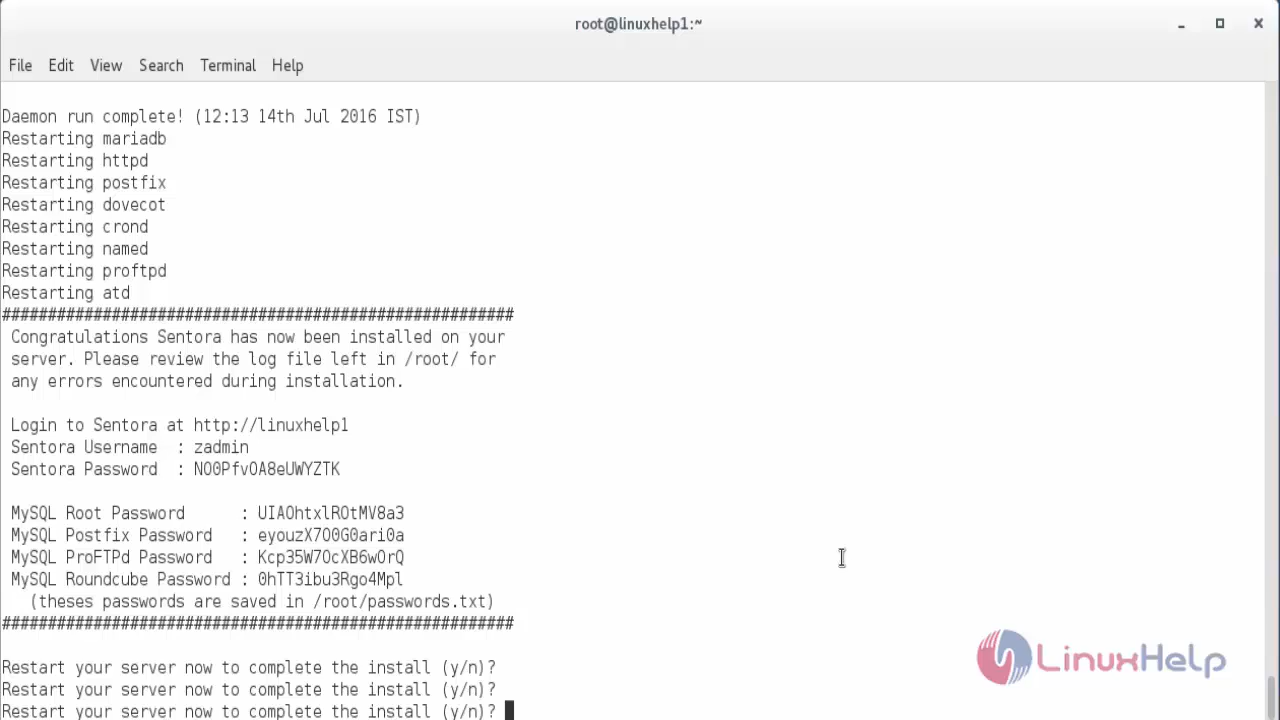 root@linuxhelp1:~
File Edit View Search Terminal Help
Daemon run complete! (12:13 14th Jul 2016 IST)
Restarting mariadb
Restarting httpd
Restarting postfix
Restarting dovecot
Restarting crond
Restarting named
Restarting proftpd
Restarting atd
########################################################
Congratulations Sentora has now been installed on your
server. Please review the log file left in /root/ for
any errors encountered during installation.
Login to Sentora at http://linuxhelp1
Sentora Username : zadmin
Sentora Password : NO0PfvOA8eUWYZTK
MySQL Root Password : UIAOhtxlROtMV8a3
MySQL Postfix Password : eyouzX7O0G0ari0a
MySQL ProFTPd Password : Kcp35W7OcXB6wOrQ
MySQL Roundcube Password : 0hTT3ibu3Rgo4Mpl
(theses passwords are saved in /root/passwords.txt)
########################################################
Restart your server now to complete the install (y/n)?
Restart your server now to complete the install (y/n)?
Restart your server now to complete the install (y/n)?
LinuxHelp